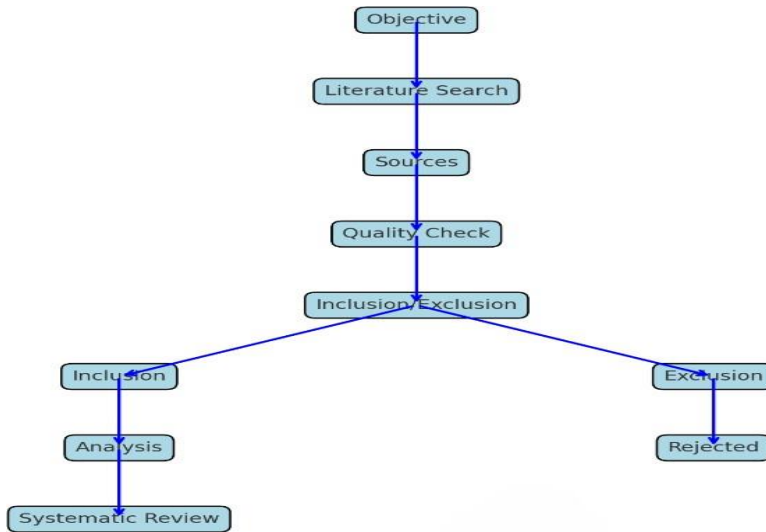 Objective
Literature Search
Sources
Quality Check
Inclusion/Exclusion
Inclusion
Exclusion
Analysis
Rejected
Systematic Review